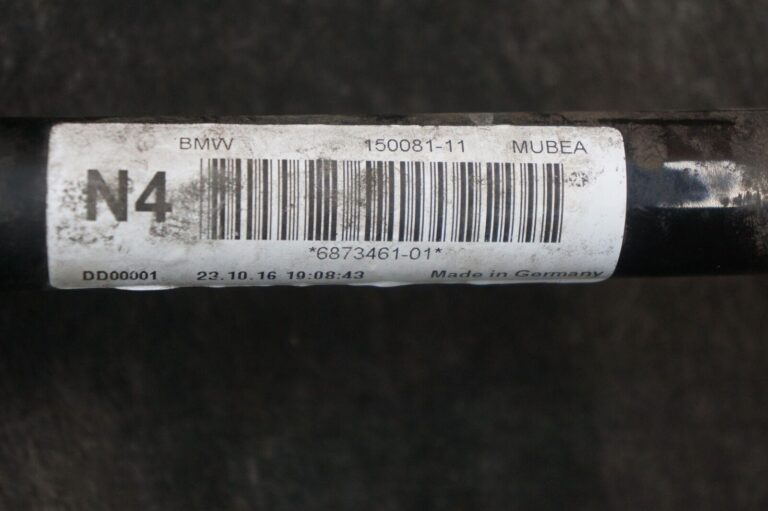 BMW 150081-11 MUBEA
N4
*6873461-01*
DD00001 23.10.16 19:08:43 Made in Germany